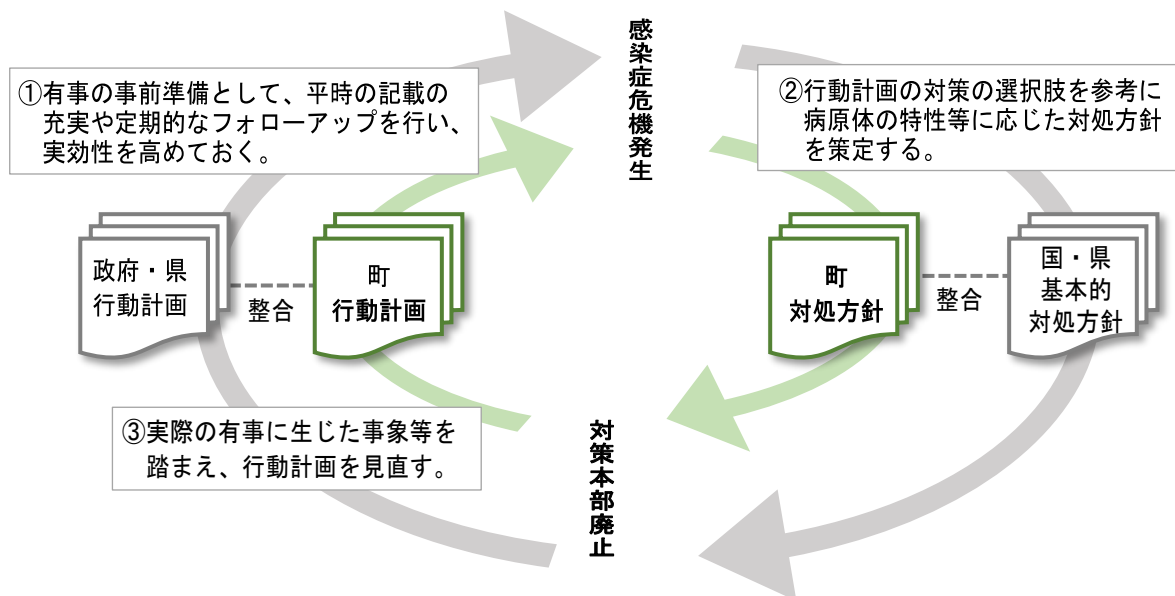 感染症危機発生
①有事の事前準備として、平時の記載の
充実や定期的なフォローアップを行い、
実効性を高めておく。
②行動計画の対策の選択肢を参考に
病原体の特性等に応じた対処方針
を策定する。
政府・県
行動計画
整合
町
行動計画
町
対処方針
整合
国・県
基本的
対処方針
③実際の有事に生じた事象等を
踏まえ、行動計画を見直す。
対策本部廃止